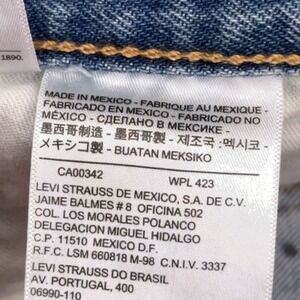 1890.
MADE IN MEXICO - FABRIQUE AU MEXIQUE -
FABRICADO EN MEXICO - FABRICADO NO
MÉXICO - СДЕЛАНО В МЕКСИКЕ -
墨西哥制造 - 墨西哥製 - 제조국 :멕시코 -
メキシコ製 - BUATAN MEKSIKO
CA00342 WPL 423
LEVI STRAUSS DE MEXICO, S.A. DE C.V.
JAIME BALMES # 8 OFICINA 502
COL. LOS MORALES POLANCO
DELEGACION MIGUEL HIDALGO
C.P. 11510 MEXICO D.F.
R.F.C. LSM 660818 M-98 C.N.I.V. 3337
LEVI STRAUSS DO BRASIL
AV. PORTUGAL, 400
06990-110